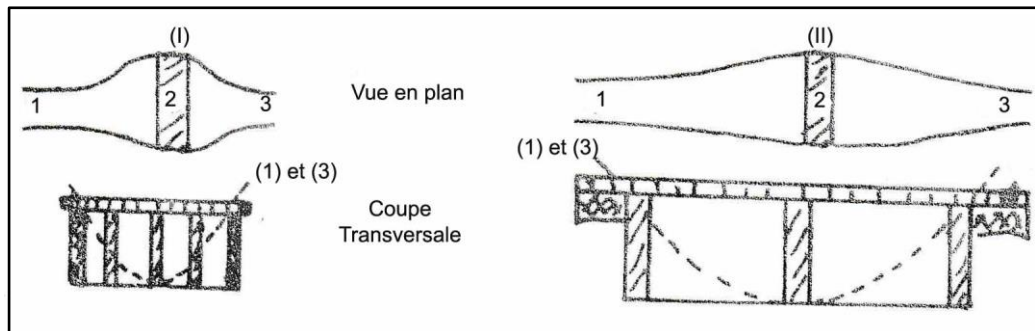 (I)
(II)
1
2
3
Vue en plan
1
2
3
(1) et (3)
Coupe
Transversale
(1) et (3)